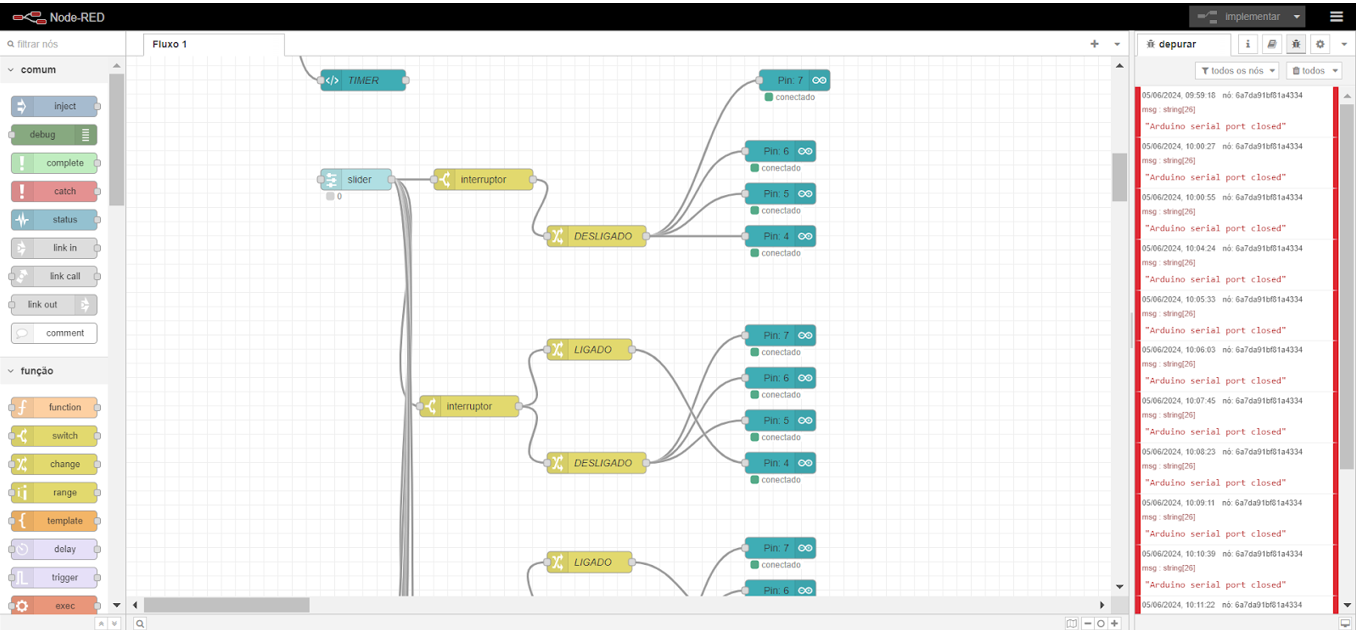 Node-RED
implementar
filtrar nós
Fluxo 1
depurar
i
todos os nós
todos
comum
inject
debug
complete
catch
status
link in
link call
link out
comment
função
function
switch
change
range
template
delay
trigger
exec
TIMER
slider
0
interruptor
DESLIGADO
Pin: 7
conectado
Pin: 6
conectado
Pin: 5
conectado
Pin: 4
conectado
interruptor
LIGADO
DESLIGADO
Pin: 7
conectado
Pin: 6
conectado
Pin: 5
conectado
Pin: 4
conectado
LIGADO
Pin: 7
conectado
Pin: 6
05/06/2024, 09:59:18 nó: 6a7da91bf81a4334
msg : string[26]
"Arduino serial port closed"
05/06/2024, 10:00:27 nó: 6a7da91bf81a4334
msg : string[26]
"Arduino serial port closed"
05/06/2024, 10:00:55 nó: 6a7da91bf81a4334
msg : string[26]
"Arduino serial port closed"
05/06/2024, 10:04:24 nó: 6a7da91bf81a4334
msg : string[26]
"Arduino serial port closed"
05/06/2024, 10:05:33 nó: 6a7da91bf81a4334
msg : string[26]
"Arduino serial port closed"
05/06/2024, 10:06:03 nó: 6a7da91bf81a4334
msg : string[26]
"Arduino serial port closed"
05/06/2024, 10:07:45 nó: 6a7da91bf81a4334
msg : string[26]
"Arduino serial port closed"
05/06/2024, 10:08:23 nó: 6a7da91bf81a4334
msg : string[26]
"Arduino serial port closed"
05/06/2024, 10:09:11 nó: 6a7da91bf81a4334
msg : string[26]
"Arduino serial port closed"
05/06/2024, 10:10:39 nó: 6a7da91bf81a4334
msg : string[26]
"Arduino serial port closed"
05/06/2024, 10:11:22 nó: 6a7da91bf81a4334